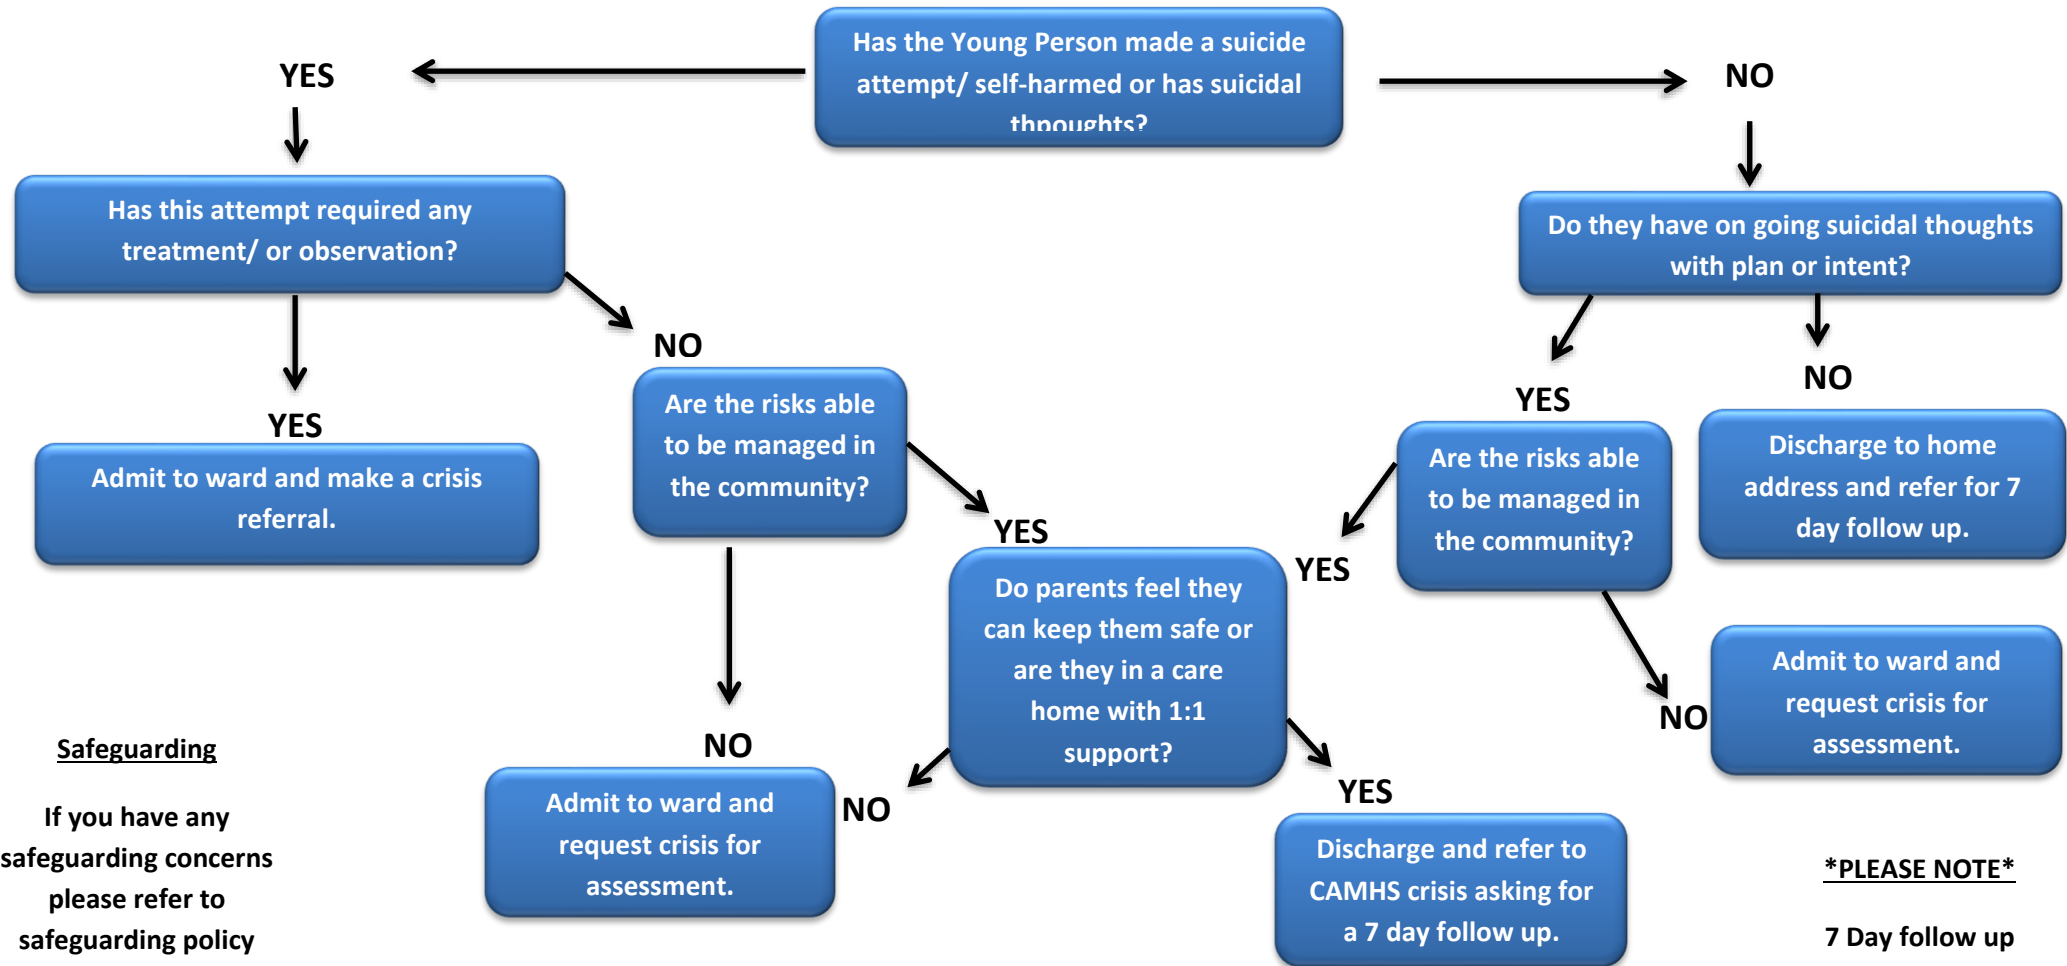 Has the Young Person made a suicide
attempt/ self-harmed or has suicidal
thpoughts?
YES
NO
Has this attempt required any
treatment/ or observation?
Do they have on going suicidal thoughts
with plan or intent?
NO
YES
NO
YES
Admit to ward and make a crisis
referral.
Are the risks able
to be managed in
the community?
Are the risks able
to be managed in
the community?
Discharge to home
address and refer for 7
day follow up.
YES
YES
Do parents feel they
can keep them safe or
are they in a care
home with 1:1
support?
NO
Admit to ward and
request crisis for
assessment.
NO
NO
YES
Admit to ward and
request crisis for
assessment.
Discharge and refer to
CAMHS crisis asking for
a 7 day follow up.
Safeguarding
If you have any
safeguarding concerns
please refer to
safeguarding policy
*PLEASE NOTE*
7 Day follow up